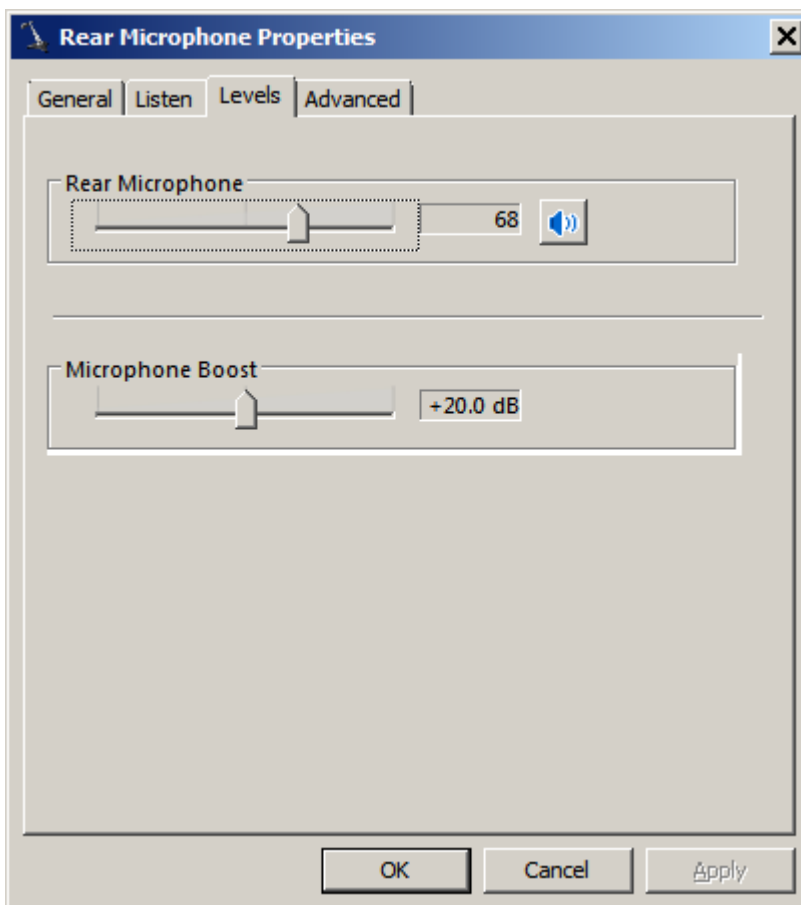 Rear Microphone Properties
General Listen Levels Advanced
Rear Microphone
68
Microphone Boost
+20.0 dB
OK Cancel Apply